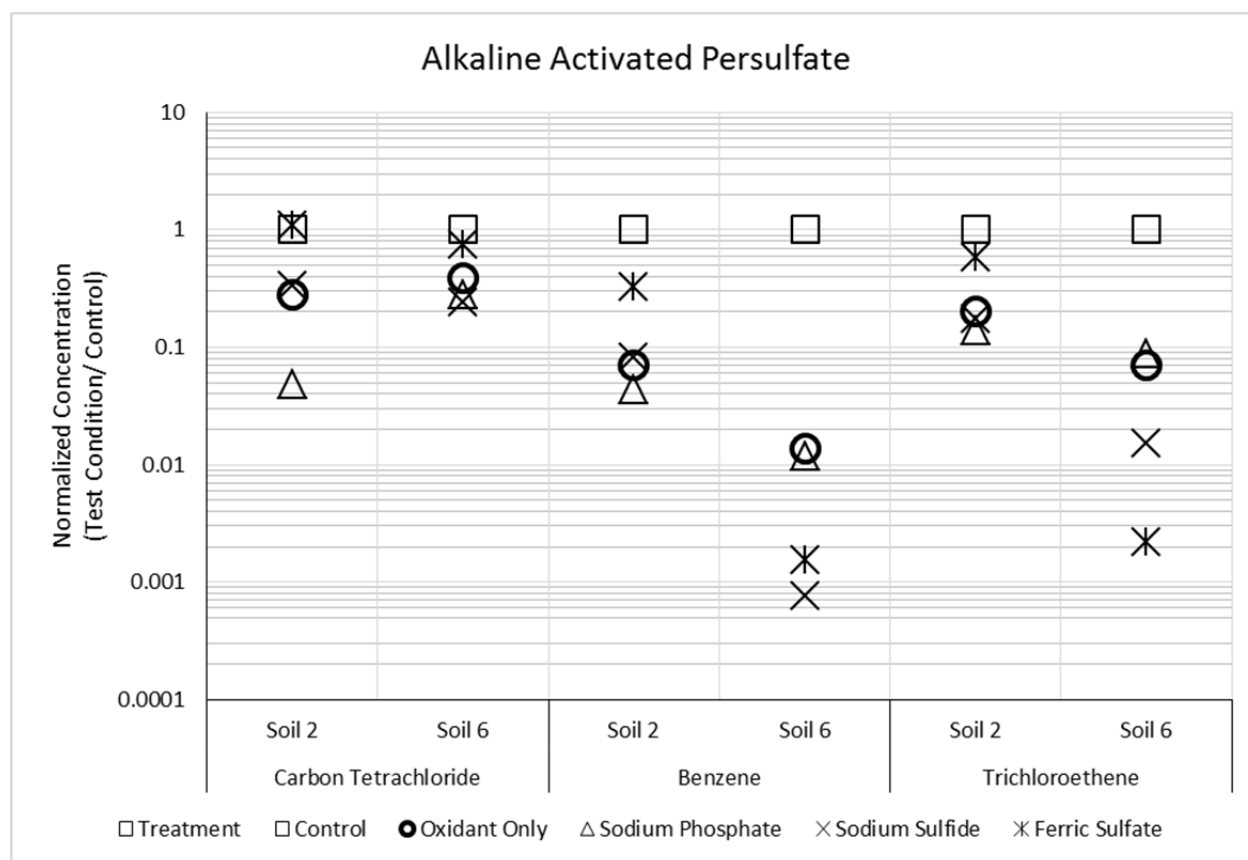 Alkaline Activated Persulfate
Normalized Concentration
(Test Condition/ Control)
10
1
0.1
0.01
0.001
0.0001
Soil 2 Soil 6 Soil 2 Soil 6 Soil 2 Soil 6
Carbon Tetrachloride Benzene Trichloroethene
Treatment Control Oxidant Only Sodium Phosphate Sodium Sulfide Ferric Sulfate